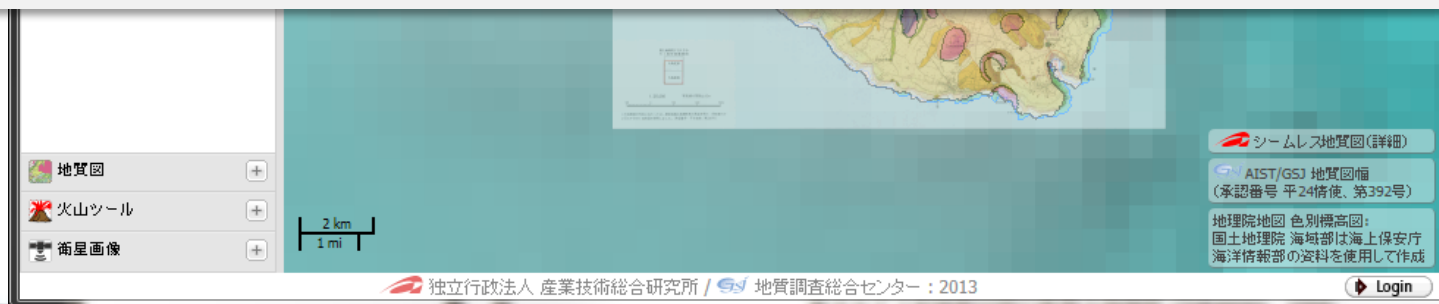 シームレス地質図(詳細)
地質図
AIST/GSJ 地質図幅
(承認番号 平24情使、第392号)
火山ツール
2 km
1 mi
地理院地図 色別標高図:
国土地理院 海域部は海上保安庁
海洋情報部の資料を使用して作成
衛星画像
独立行政法人 産業技術総合研究所 / GSJ 地質調査総合センター : 2013
Login